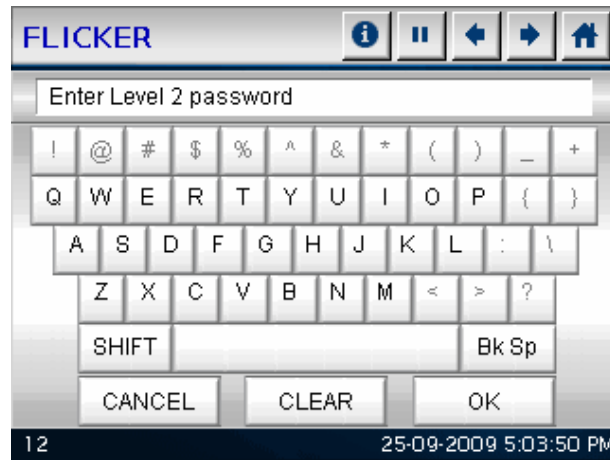 FLICKER
Enter Level 2 password
! @ # $ % ^ & * ( ) _ +
Q W E R T Y U I O P { }
A S D F G H J K L : \
Z X C V B N M < > ?
SHIFT Bk Sp
CANCEL CLEAR OK
12 25-09-2009 5:03:50 PM